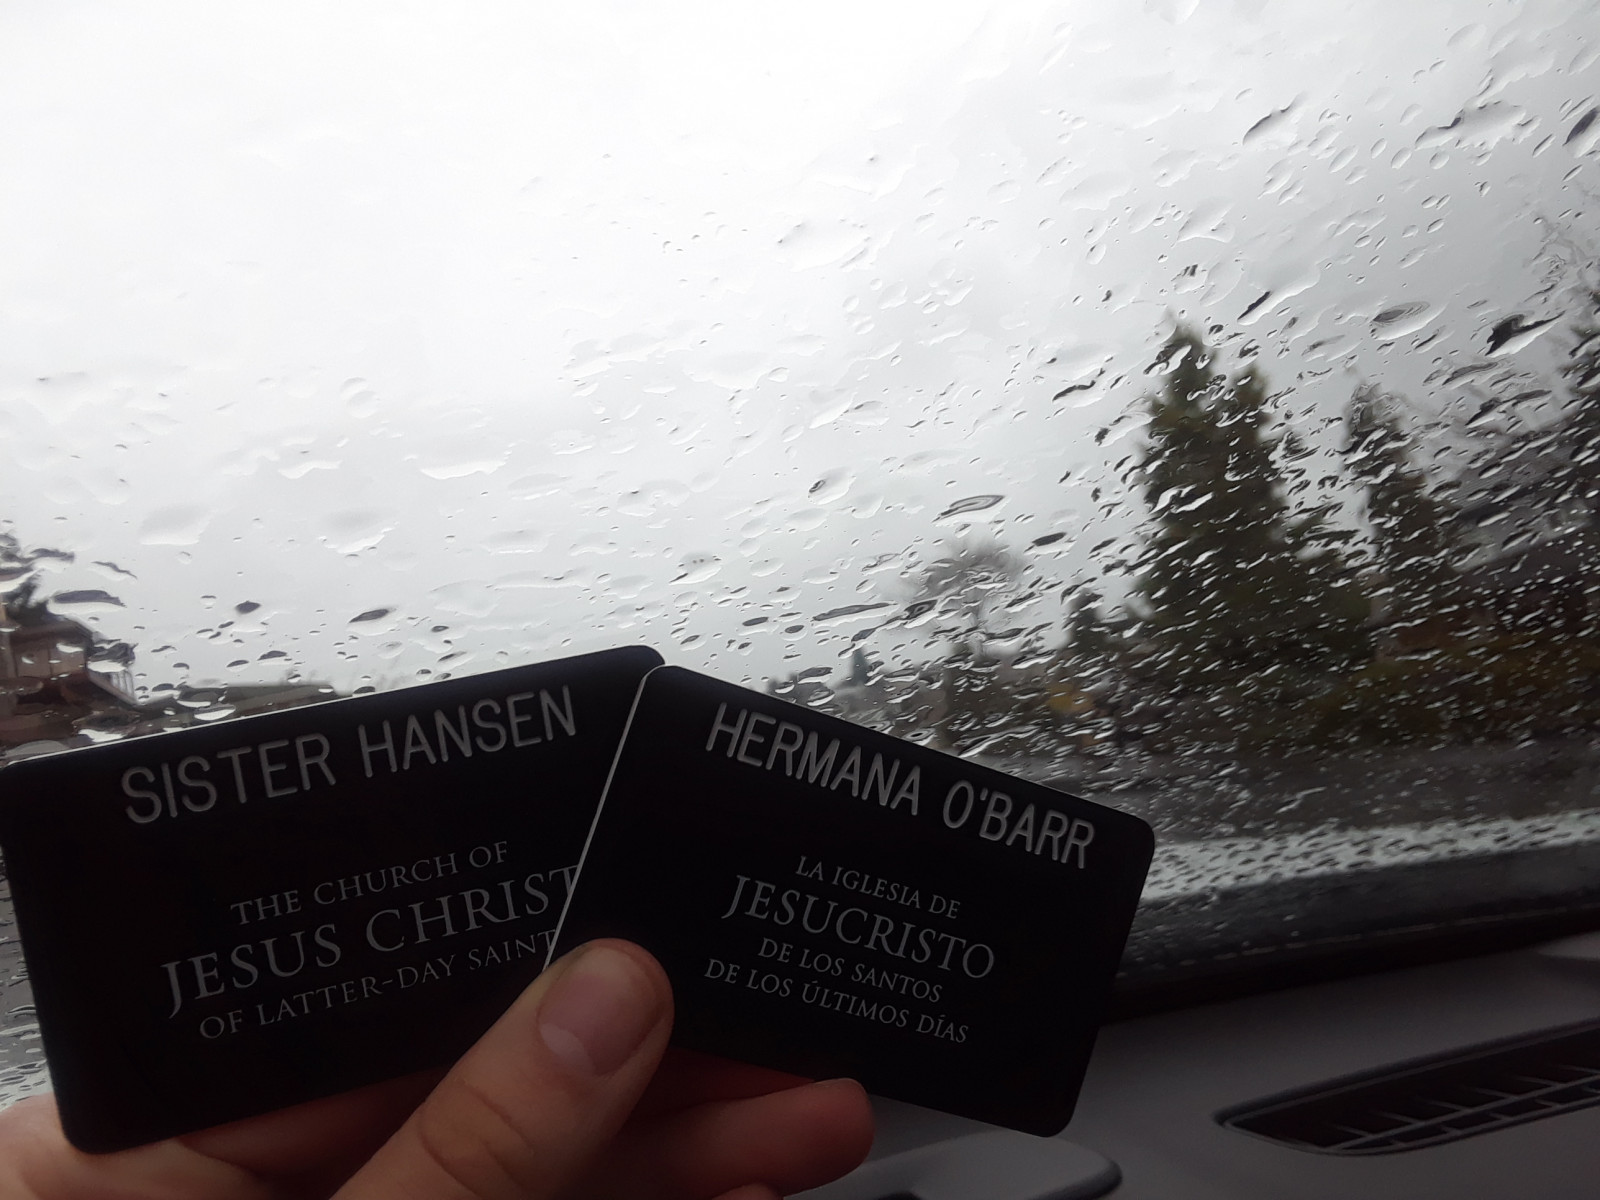 SISTER HANSEN
THE CHURCH OF
JESUS CHRIST
OF LATTER-DAY SAINT
HERMANA O'BARR
LA IGLESIA DE
JESUCRISTO
DE LOS SANTOS
DE LOS ÚLTIMOS DÍAS